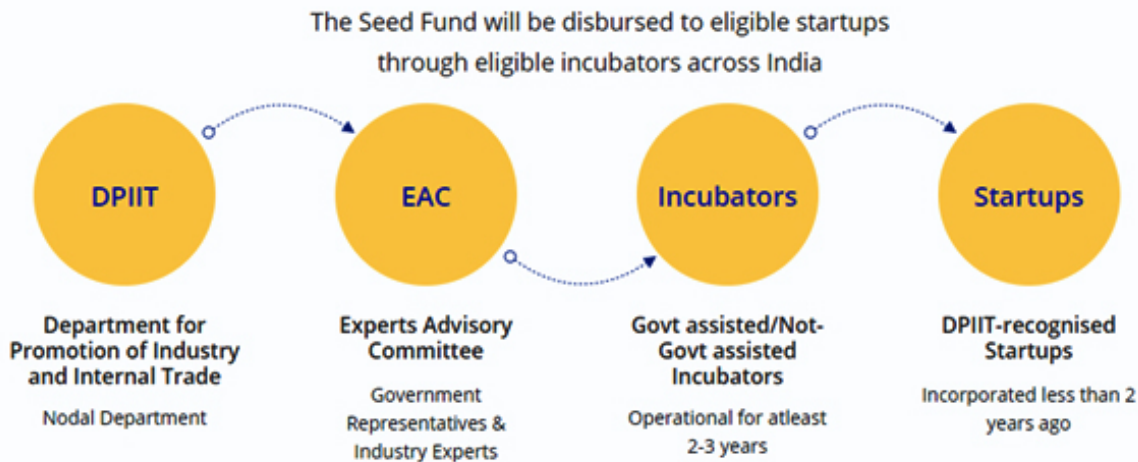 The Seed Fund will be disbursed to eligible startups
through eligible incubators across India
DPIIT
EAC
Incubators
Startups
Department for
Promotion of Industry
and Internal Trade
Nodal Department
Experts Advisory
Committee
Government
Representatives &
Industry Experts
Govt assisted/Not-
Govt assisted
Incubators
Operational for atleast
2-3 years
DPIIT-recognised
Startups
Incorporated less than 2
years ago